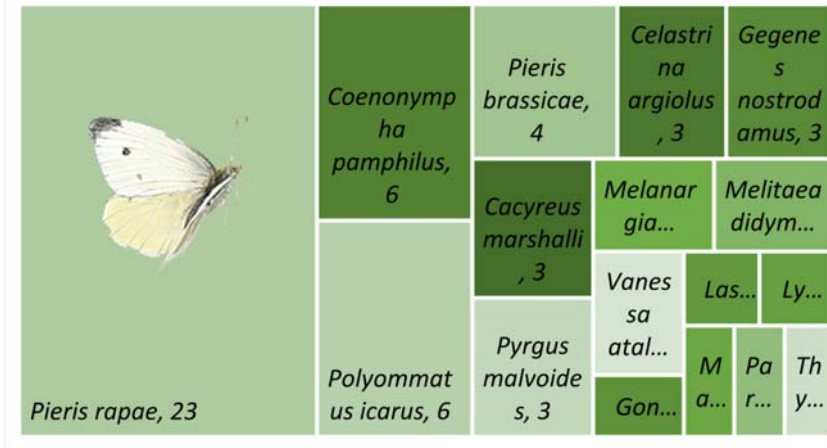 Pieris rapae, 23
Coenonymp
ha
pamphilus,
6
Polyommat
us icarus, 6
Pieris
brassicae,
4
Cacyreus
marshalli
, 3
Pyrgus
malvoide
s, 3
Celastri
na
argiolus
, 3
Gegene
s
nostrod
amus, 3
Melanar
gia...
Melitaea
didym...
Vanes
sa
atal...
Gon...
Las...
Ly...
M
a...
Pa
r...
Th
y...